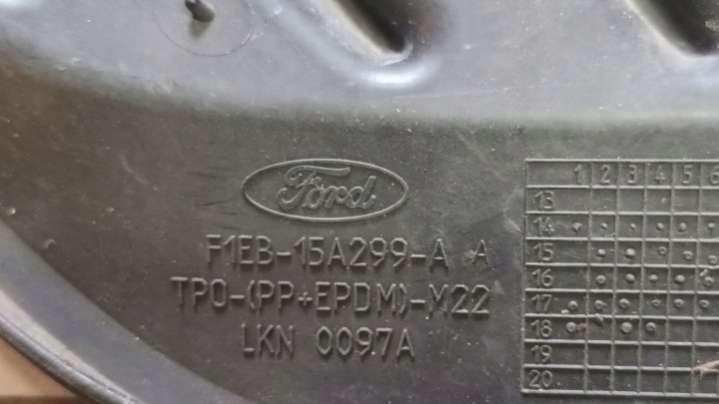 Ford
F1EB-15A299-A A
TPO-(PP+EPDM)-M22
LKN 0097A
1 2 3 4 5 6
13
14
15
16
17
18
19
20